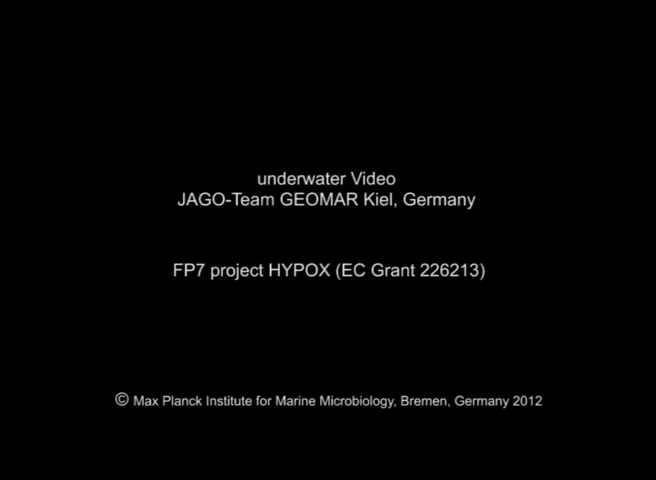 underwater Video
JAGO-Team GEOMAR Kiel, Germany
FP7 project HYPOX (EC Grant 226213)
© Max Planck Institute for Marine Microbiology, Bremen, Germany 2012